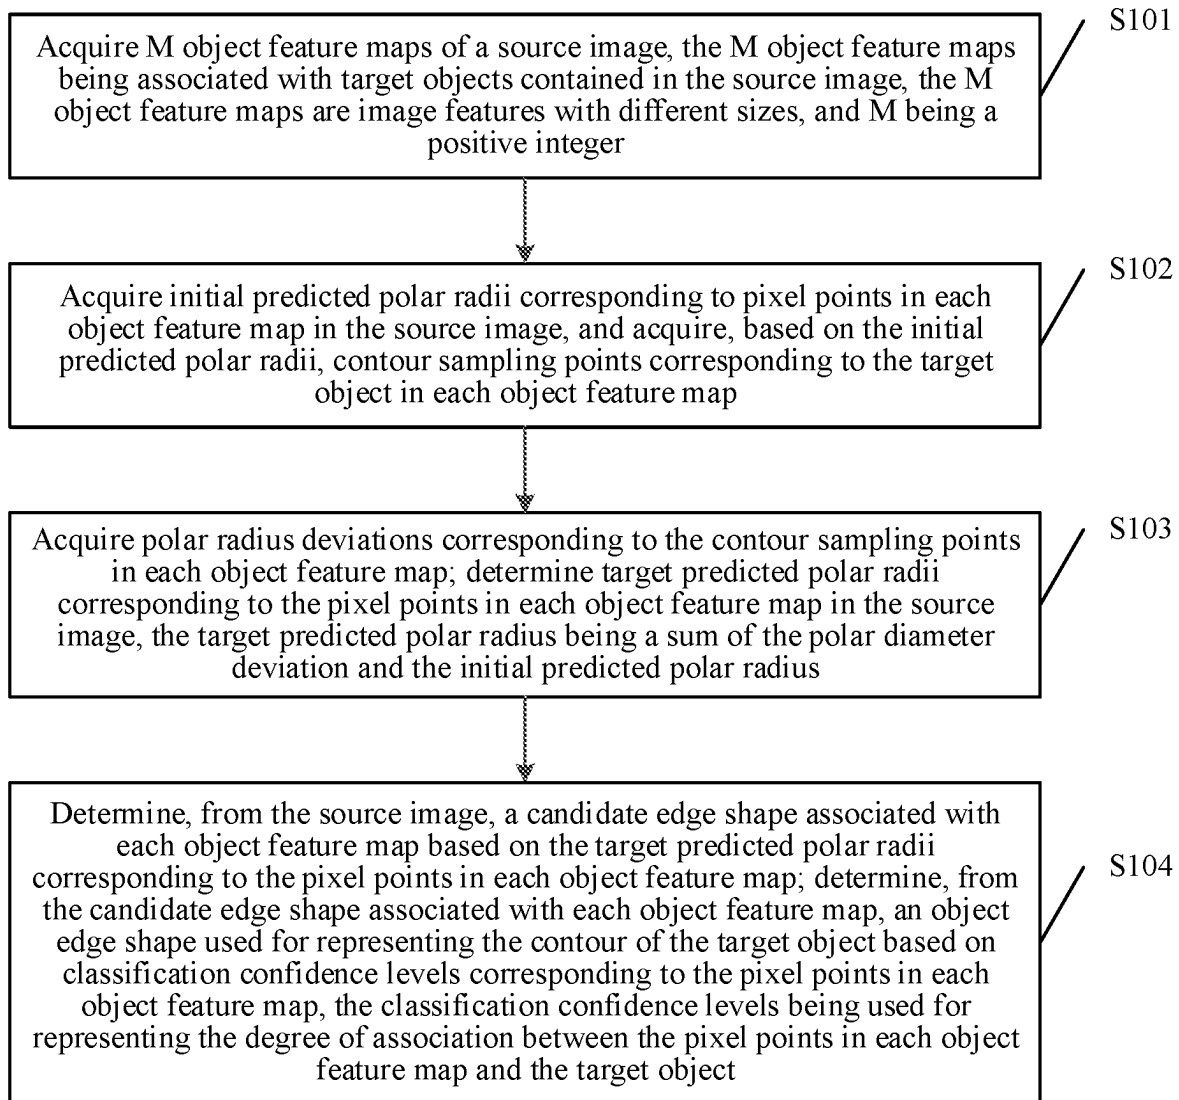 S101
Acquire M object feature maps of a source image, the M object feature maps
being associated with target objects contained in the source image, the M
object feature maps are image features with different sizes, and M being a
positive integer
S102
Acquire initial predicted polar radii corresponding to pixel points in each
object feature map in the source image, and acquire, based on the initial
predicted polar radii, contour sampling points corresponding to the target
object in each object feature map
S103
Acquire polar radius deviations corresponding to the contour sampling points
in each object feature map; determine target predicted polar radii
corresponding to the pixel points in each object feature map in the source
image, the target predicted polar radius being a sum of the polar diameter
deviation and the initial predicted polar radius
S104
Determine, from the source image, a candidate edge shape associated with
each object feature map based on the target predicted polar radii
corresponding to the pixel points in each object feature map; determine, from
the candidate edge shape associated with each object feature map, an object
edge shape used for representing the contour of the target object based on
classification confidence levels corresponding to the pixel points in each
object feature map, the classification confidence levels being used for
representing the degree of association between the pixel points in each object
feature map and the target object